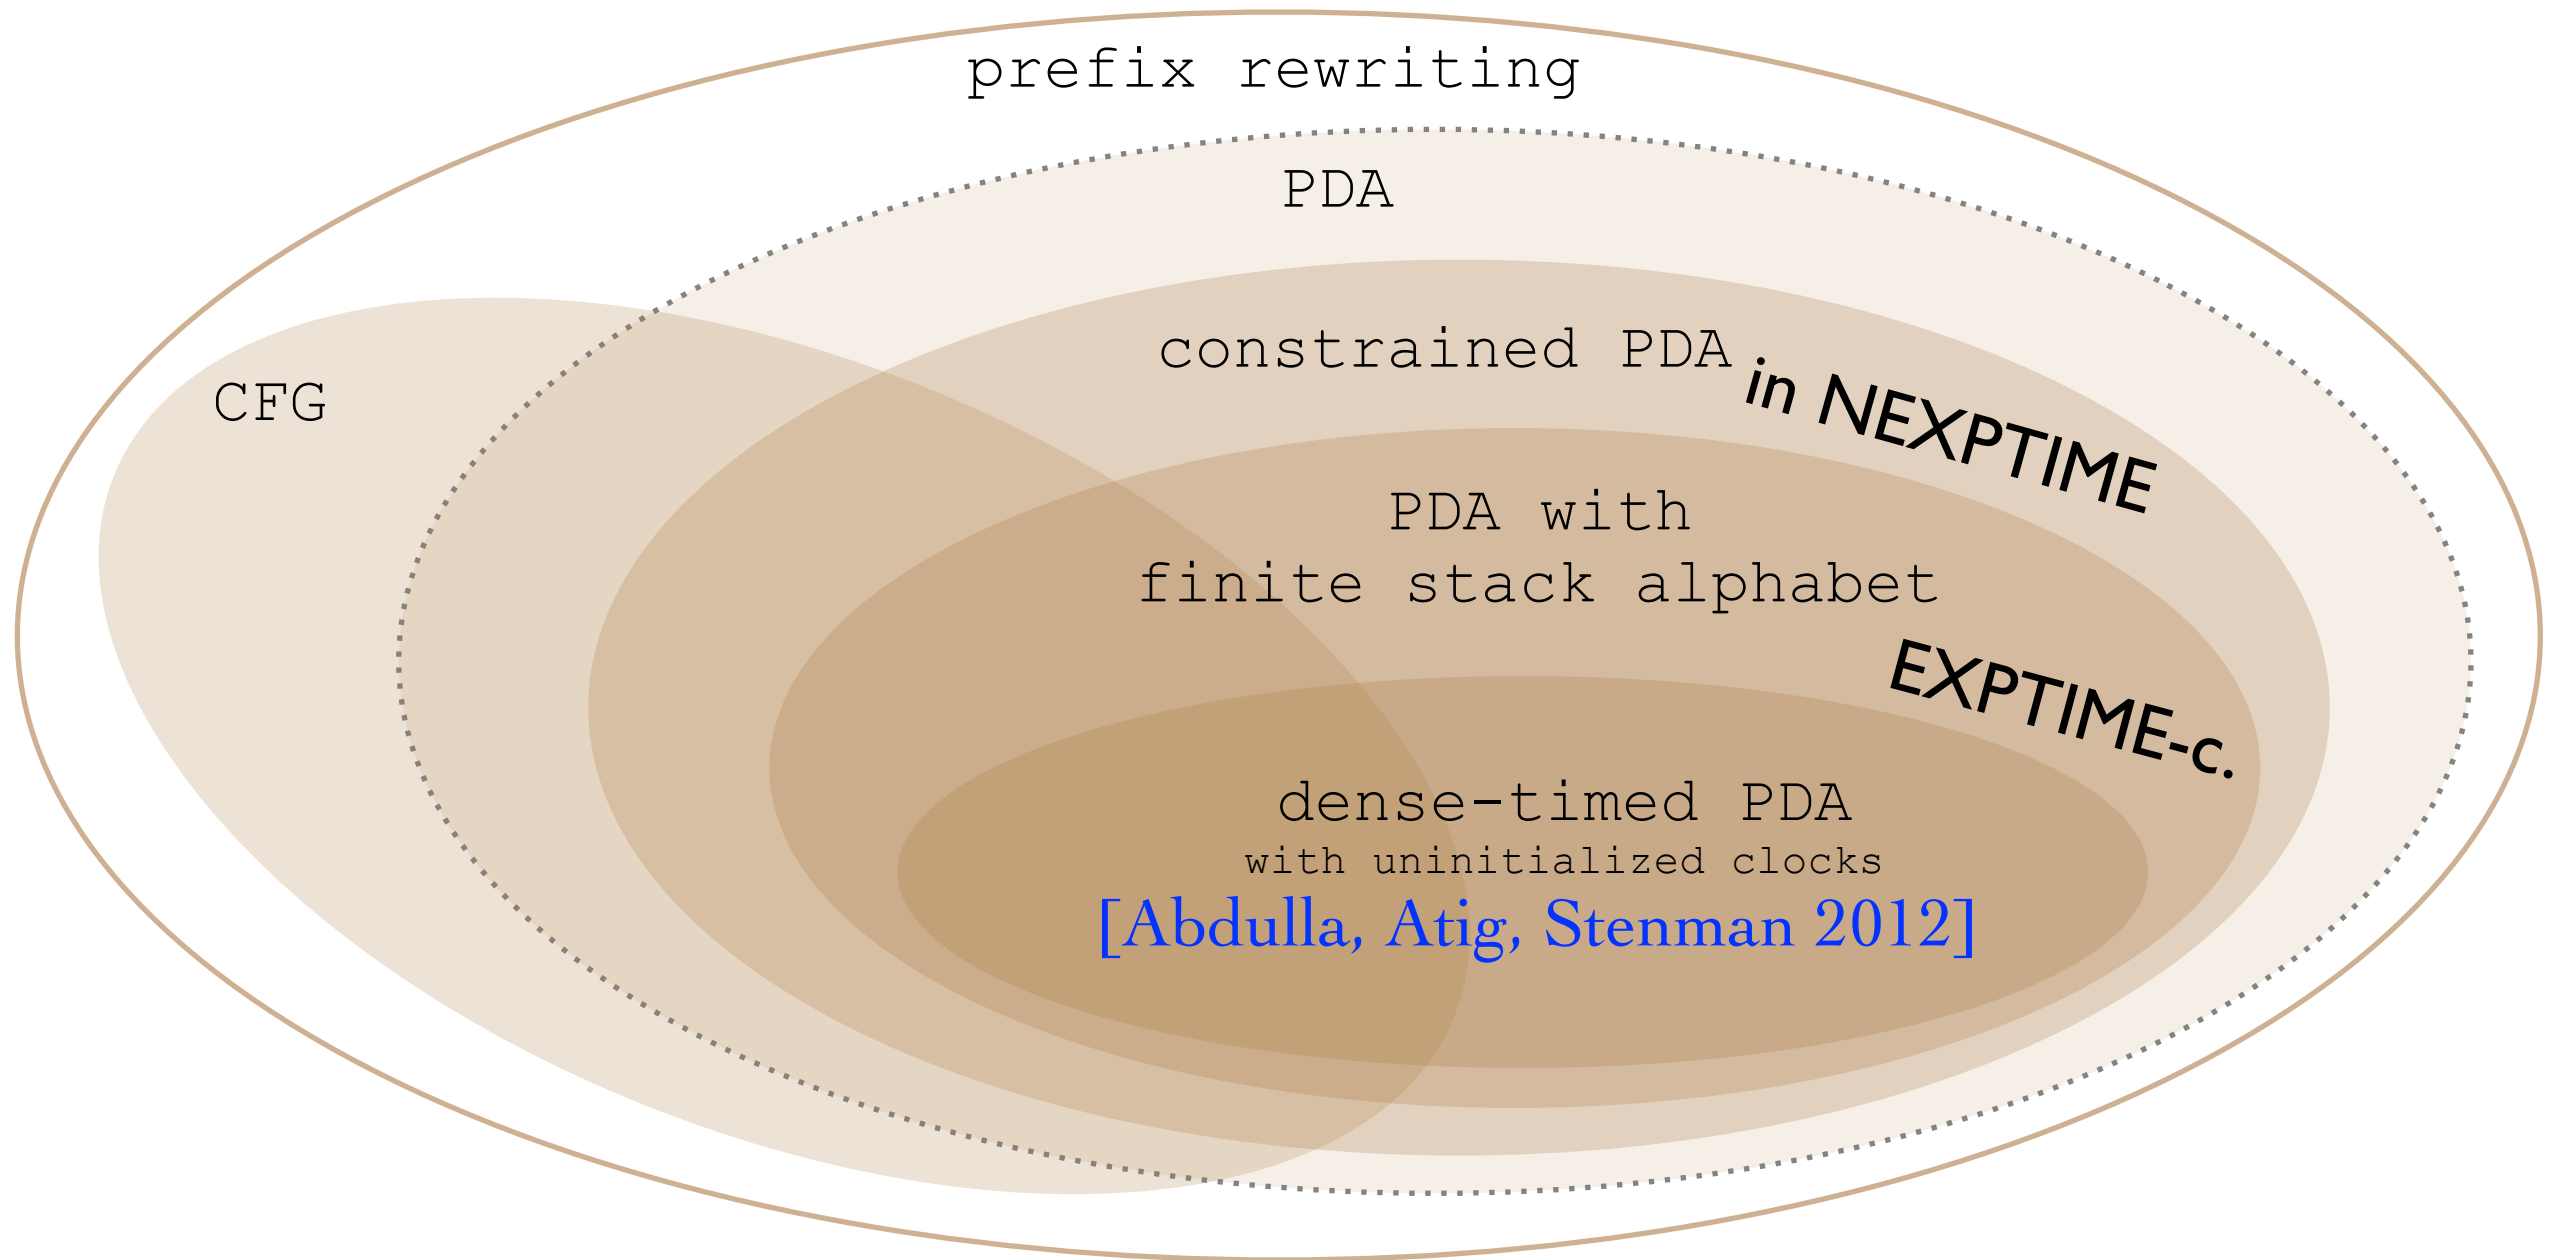 prefix rewriting
PDA
constrained PDA
in NEXPTIME
CFG
PDA with
finite stack alphabet
EXPTIME-c.
dense-timed PDA
with uninitialized clocks
[Abdulla, Atig, Stenman 2012]